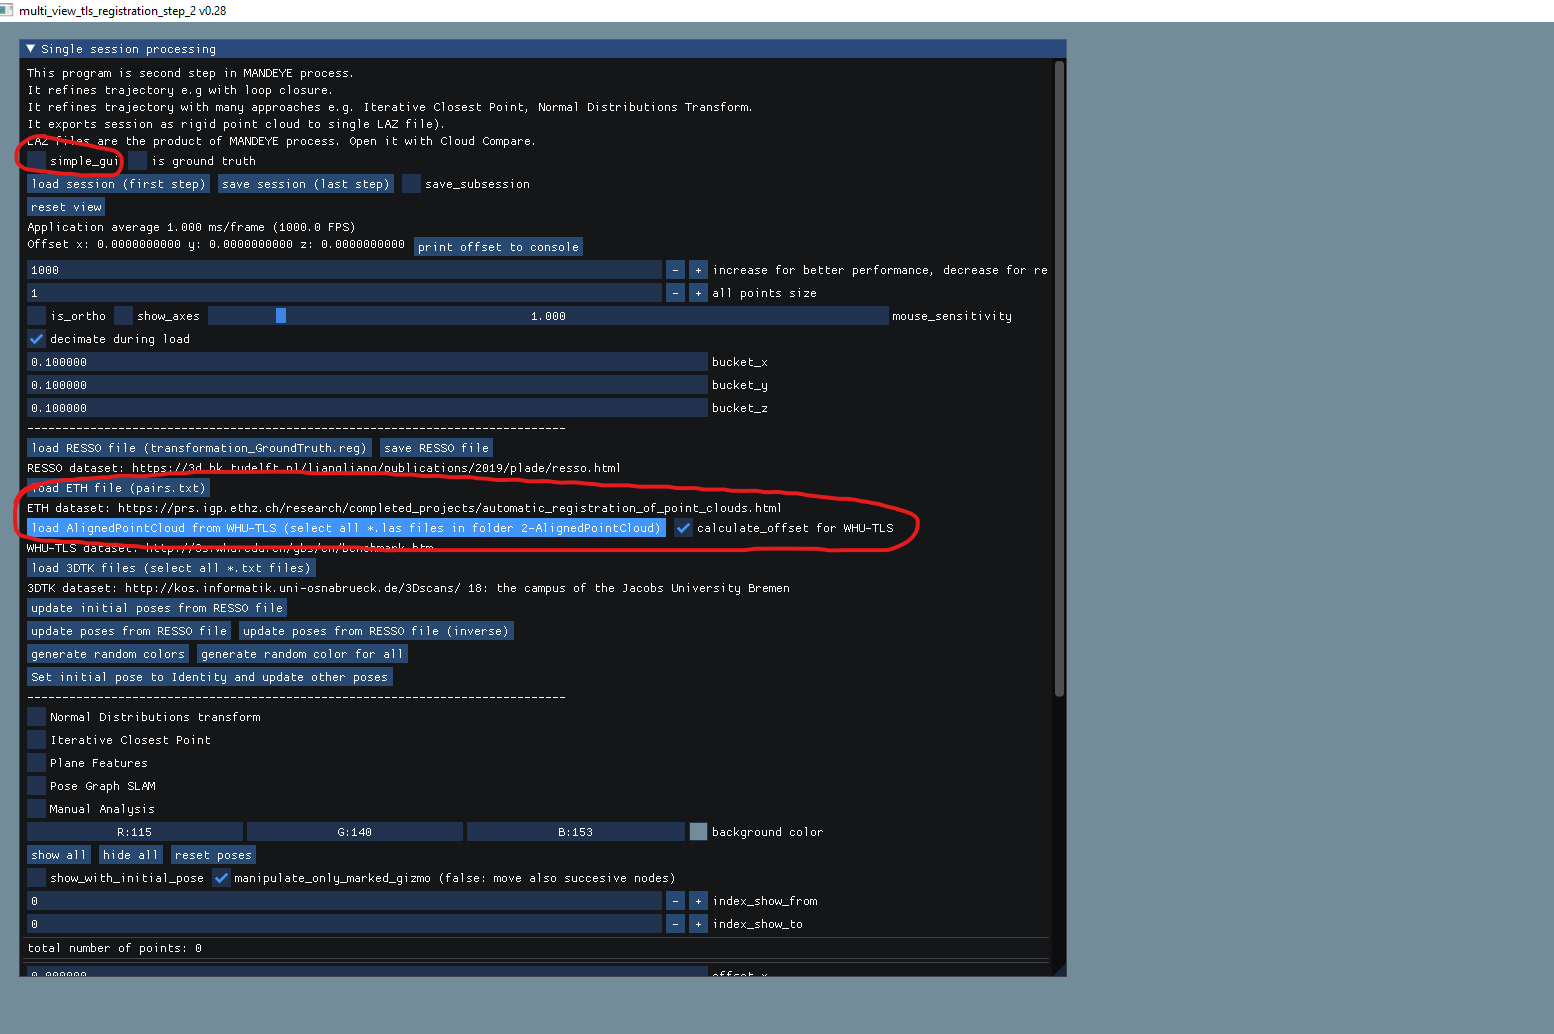 multi_view_tls_registration_step_2 v0.28
Single session processing
This program is second step in MANDEYE process.
It refines trajectory e.g with loop closure.
It refines trajectory with many approaches e.g. Iterative Closest Point, Normal Distributions Transform.
It exports session as rigid point cloud to single LAZ file).
LAZ files are the product of MANDEYE process. Open it with Cloud Compare.
simple_gui is ground truth
load session (first step) save session (last step) save_subsession
reset view
Application average 1.000 ms/frame (1000.0 FPS)
Offset x: 0.0000000000 y: 0.0000000000 z: 0.0000000000 print offset to console
1000 - + increase for better performance, decrease for re
1 - + all points size
is_ortho show_axes 1.000 mouse_sensitivity
decimate during load
0.100000 bucket_x
0.100000 bucket_y
0.100000 bucket_z
-----------------------------------------------------------------------------
load RESSO file (transformation_GroundTruth.reg) save RESSO file
RESSO dataset: https://3d.bk.tudelft.nl/liangliang/publications/2019/plade/resso.html
load ETH file (pairs.txt)
ETH dataset: https://prs.igp.ethz.ch/research/completed_projects/automatic_registration_of_point_clouds.html
load AlignedPointCloud from WHU-TLS (select all *.las files in folder 2-AlignedPointCloud) calculate_offset for WHU-TLS
WHU-TLS dataset: http://3s.whu.edu.cn/ybs/en/benchmark.htm
load 3DTK files (select all *.txt files)
3DTK dataset: http://kos.informatik.uni-osnabrueck.de/3Dscans/ 18: the campus of the Jacobs University Bremen
update initial poses from RESSO file
update poses from RESSO file update poses from RESSO file (inverse)
generate random colors generate random color for all
Set initial pose to Identity and update other poses
-----------------------------------------------------------------------------
Normal Distributions transform
Iterative Closest Point
Plane Features
Pose Graph SLAM
Manual Analysis
R:115 G:140 B:153 background color
show all hide all reset poses
show_with_initial_pose manipulate_only_marked_gizmo (false: move also succesive nodes)
0 - + index_show_from
0 - + index_show_to
total number of points: 0
0.000000 offset_x